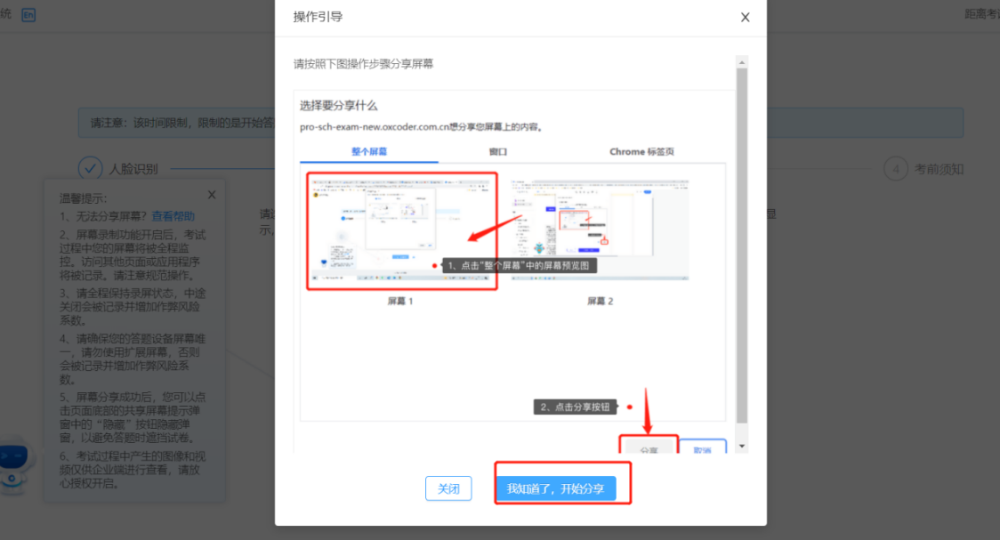 统 En
距离考
操作引导
请按照下图操作步骤分享屏幕
选择要分享什么
pro-sch-exam-new.oxcoder.com.cn想分享您屏幕上的内容。
整个屏幕 窗口 Chrome 标签页
1、点击"整个屏幕"中的屏幕预览图
屏幕 1 屏幕 2
2、点击分享按钮
分享 取消
关闭 我知道了，开始分享
请注意：该时间限制，限制的是开始答
人脸识别
4 考前须知
温馨提示：
1、无法分享屏幕？查看帮助
2、屏幕录制功能开启后，考试
过程中您的屏幕将被全程监
控。访问其他页面或应用程序
将被记录。请注意规范操作。
3、请全程保持录屏状态，中途
关闭会被记录并增加作弊风险
系数。
4、请确保您的答题设备屏幕唯
一，请勿使用扩展屏幕，否则
会被记录并增加作弊风险系
数。
5、屏幕分享成功后，您可以点
击页面底部的共享屏幕提示弹
窗中的“隐藏”按钮隐藏弹
窗，以避免答题时遮挡试卷。
6、考试过程中产生的图像和视
频仅供企业端进行查看，请放
心授权开启。
示，